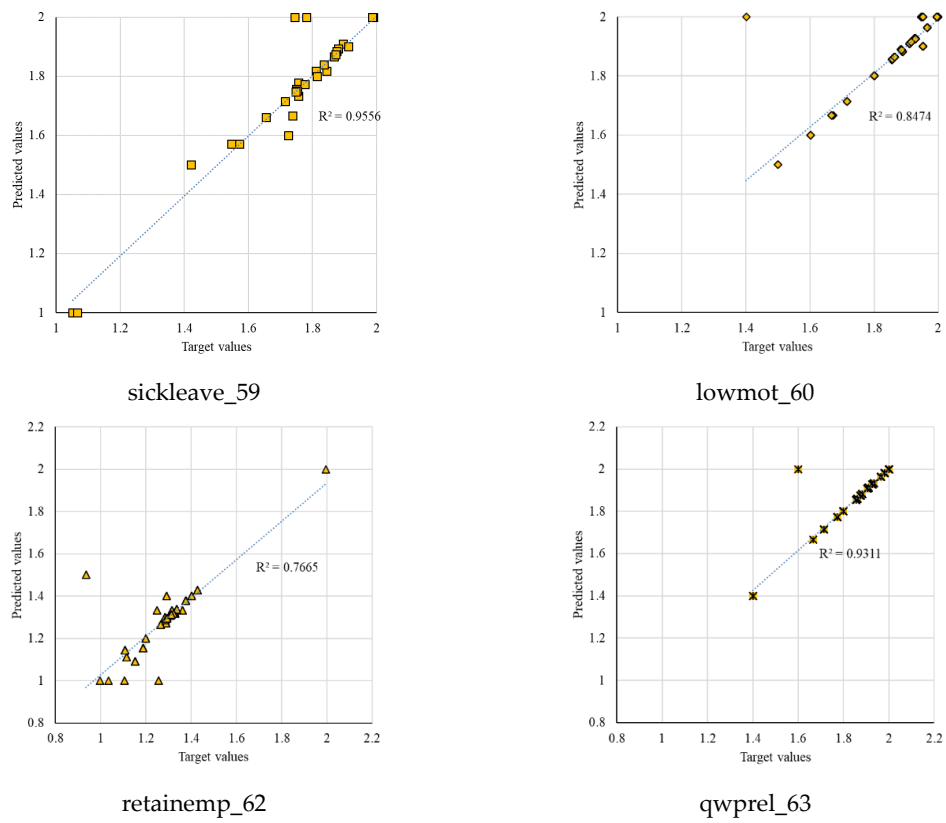 2
1.8
1.6
1.4
1.2
1
Predicted values
R² = 0.9556
1 1.2 1.4 1.6 1.8 2
Target values
sickleave_59
2
1.8
1.6
1.4
1.2
1
Predicted values
R² = 0.8474
1 1.2 1.4 1.6 1.8 2
Target values
lowmot_60
2.2
2
1.8
1.6
1.4
1.2
1
0.8
Predicted values
R² = 0.7665
0.8 1 1.2 1.4 1.6 1.8 2 2.2
Target values
retainemp_62
2.2
2
1.8
1.6
1.4
1.2
1
0.8
Predicted values
R² = 0.9311
0.8 1 1.2 1.4 1.6 1.8 2 2.2
Target values
qwprel_63